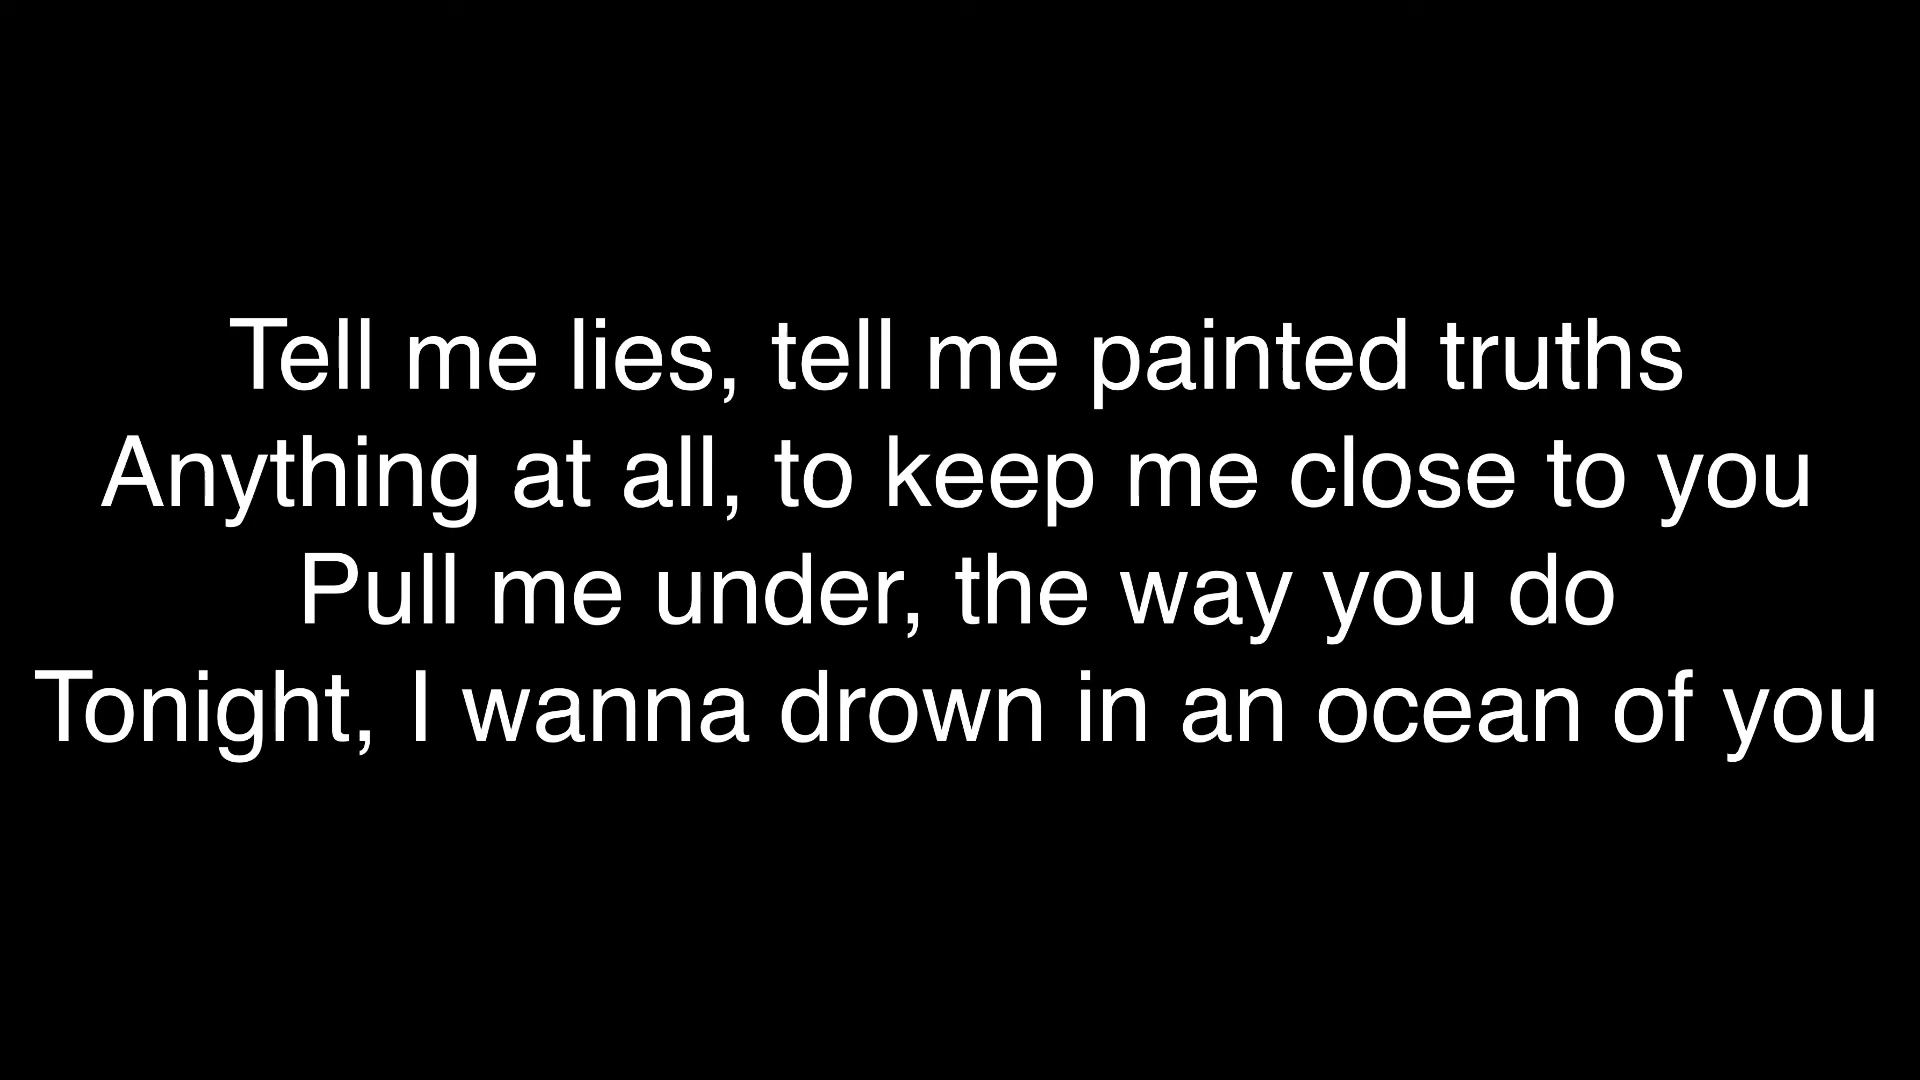 Tell me lies, tell me painted truths
Anything at all, to keep me close to you
Pull me under, the way you do
Tonight, I wanna drown in an ocean of you